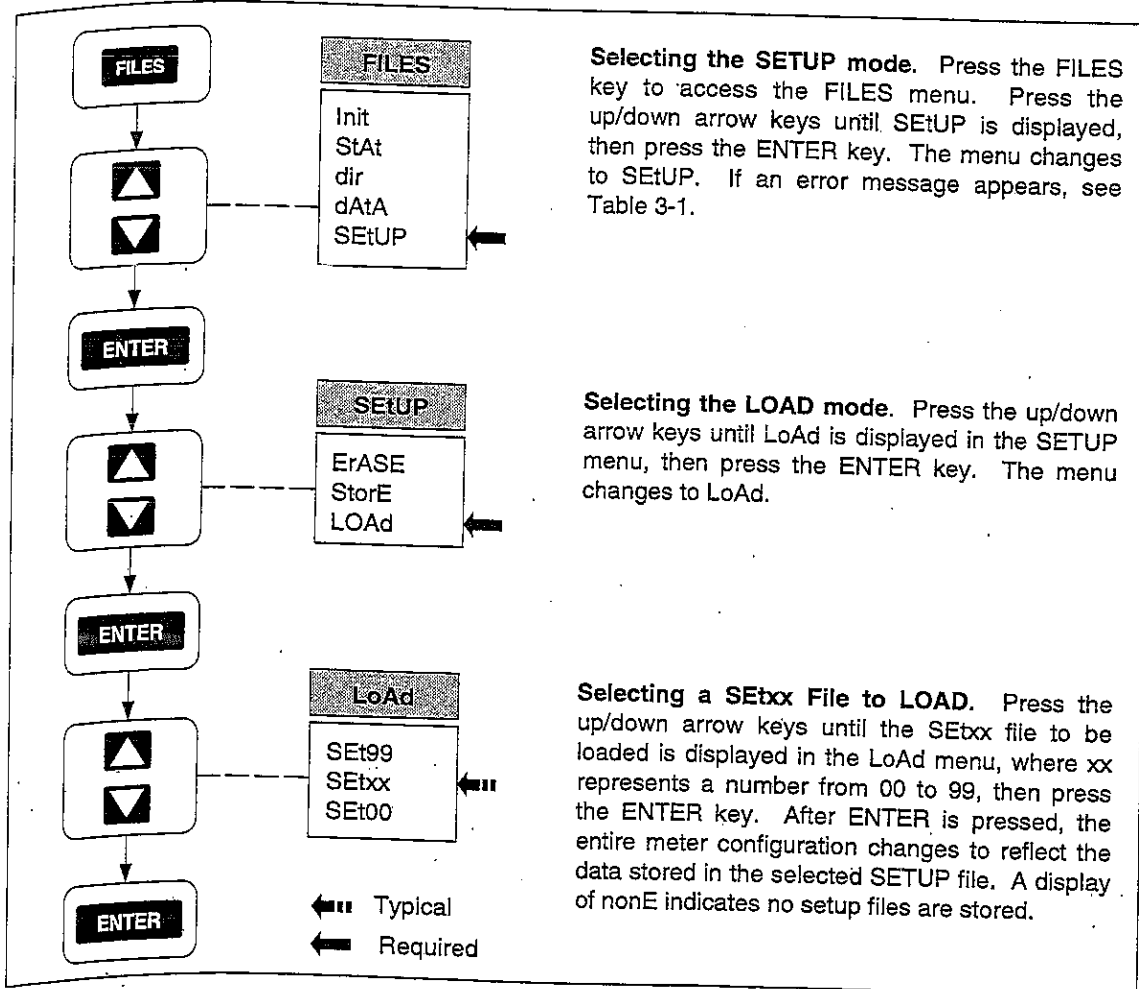 FILES
FILES
Init
StAt
dir
dAtA
SEtUP
Selecting the SETUP mode. Press the FILES
key to access the FILES menu. Press the
up/down arrow keys until SEtUP is displayed,
then press the ENTER key. The menu changes
to SEtUP. If an error message appears, see
Table 3-1.
ENTER
SEtUP
ErASE
StorE
LOAd
Selecting the LOAD mode. Press the up/down
arrow keys until LoAd is displayed in the SETUP
menu, then press the ENTER key. The menu
changes to LoAd.
ENTER
LoAd
SEt99
SEtxx
SEt00
Selecting a SEtxx File to LOAD. Press the
up/down arrow keys until the SEtxx file to be
loaded is displayed in the LoAd menu, where xx
represents a number from 00 to 99, then press
the ENTER key. After ENTER is pressed, the
entire meter configuration changes to reflect the
data stored in the selected SETUP file. A display
of nonE indicates no setup files are stored.
ENTER
Typical
Required